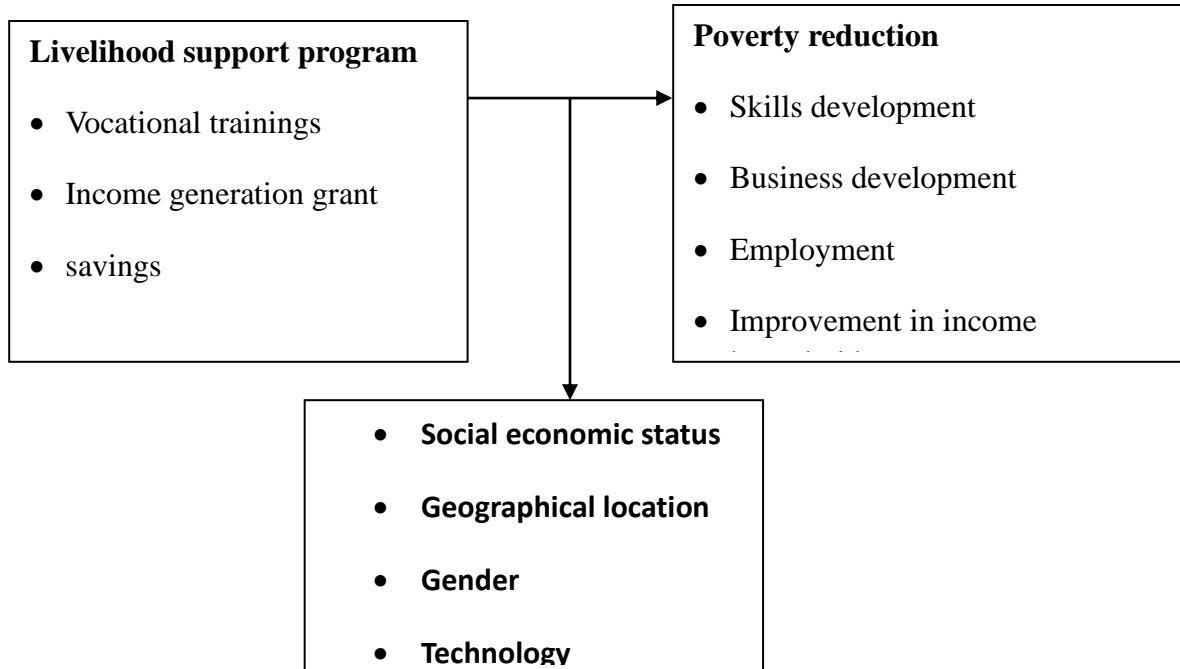 Livelihood support program
• Vocational trainings
• Income generation grant
• savings
Poverty reduction
• Skills development
• Business development
• Employment
• Improvement in income
• Social economic status
• Geographical location
• Gender
• Technology